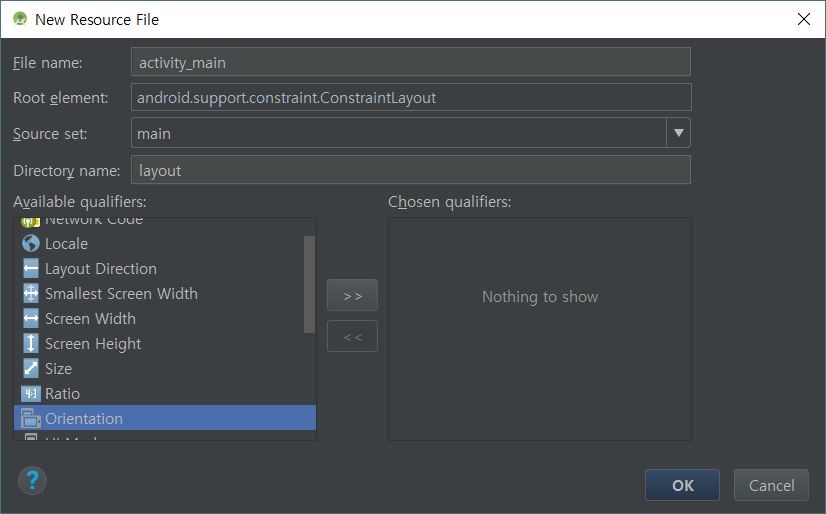 New Resource File
File name: activity_main
Root element: android.support.constraint.ConstraintLayout
Source set: main
Directory name: layout
Available qualifiers: Chosen qualifiers:
Network Code
Locale
Layout Direction
Smallest Screen Width
Screen Width
Screen Height
Size
4:3 Ratio
Orientation
>>
<<
Nothing to show
?
OK Cancel